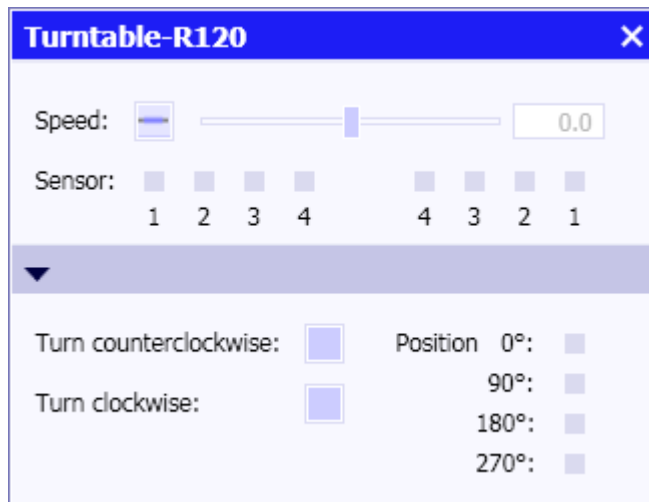 Turntable-R120
Speed: 0.0
Sensor:
1 2 3 4 4 3 2 1
Turn counterclockwise:
Turn clockwise:
Position 0°:
90°:
180°:
270°: